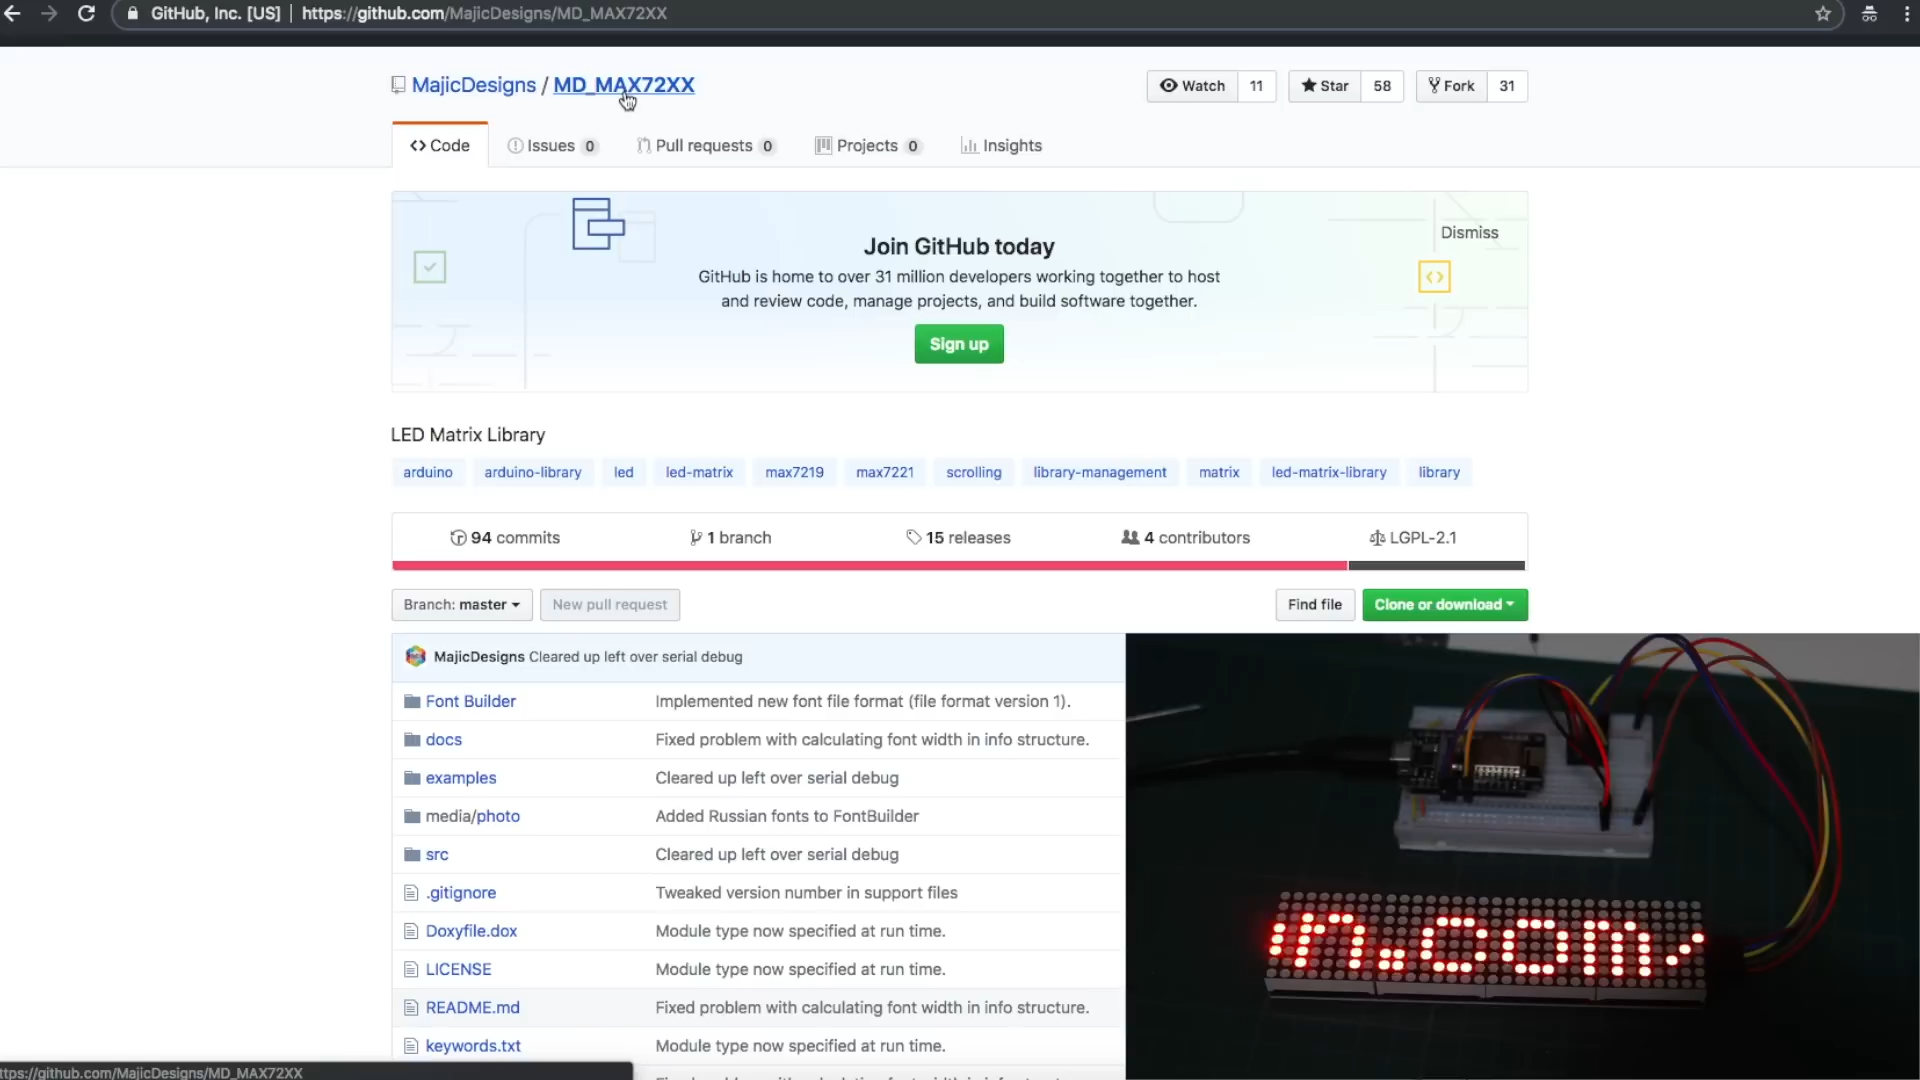 GitHub, Inc. [US] | https://github.com/MajicDesigns/MD_MAX72XX
MajicDesigns / MD_MAX72XX
Watch 11
Star 58
Fork 31
Code
Issues 0
Pull requests 0
Projects 0
Insights
Join GitHub today
Dismiss
GitHub is home to over 31 million developers working together to host
and review code, manage projects, and build software together.
Sign up
LED Matrix Library
arduino arduino-library led led-matrix max7219 max7221 scrolling library-management matrix led-matrix-library library
94 commits
1 branch
15 releases
4 contributors
LGPL-2.1
Branch: master
New pull request
Find file
Clone or download
MajicDesigns Cleared up left over serial debug
Font Builder Implemented new font file format (file format version 1).
docs Fixed problem with calculating font width in info structure.
examples Cleared up left over serial debug
media/photo Added Russian fonts to FontBuilder
src Cleared up left over serial debug
.gitignore Tweaked version number in support files
Doxyfile.dox Module type now specified at run time.
LICENSE Module type now specified at run time.
README.md Fixed problem with calculating font width in info structure.
keywords.txt Module type now specified at run time.
in.com/
ttps://github.com/MajicDesigns/MD_MAX72XX